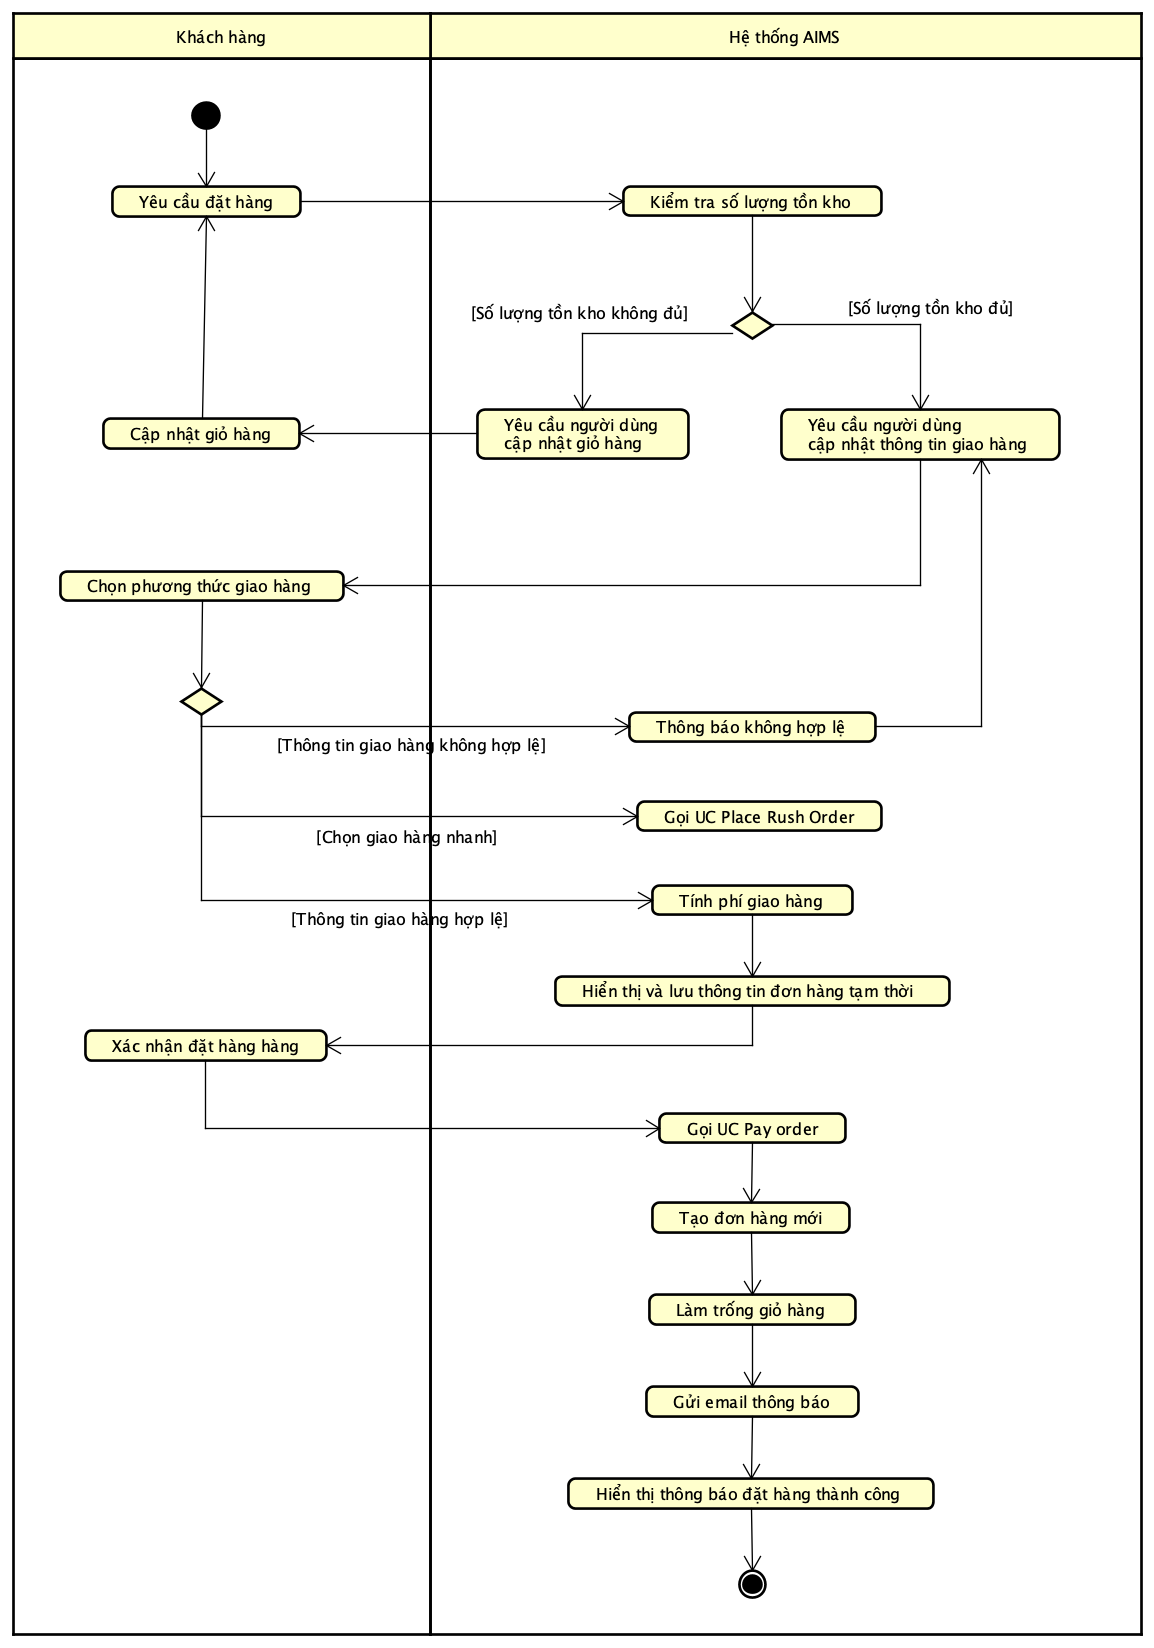 Khách hàng
Hệ thống AIMS
Yêu cầu đặt hàng
Kiểm tra số lượng tồn kho
[Số lượng tồn kho không đủ]
[Số lượng tồn kho đủ]
Cập nhật giỏ hàng
Yêu cầu người dùng
cập nhật giỏ hàng
Yêu cầu người dùng
cập nhật thông tin giao hàng
Chọn phương thức giao hàng
Thông báo không hợp lệ
[Thông tin giao hàng không hợp lệ]
Gọi UC Place Rush Order
[Chọn giao hàng nhanh]
Tính phí giao hàng
[Thông tin giao hàng hợp lệ]
Hiển thị và lưu thông tin đơn hàng tạm thời
Xác nhận đặt hàng hàng
Gọi UC Pay order
Tạo đơn hàng mới
Làm trống giỏ hàng
Gửi email thông báo
Hiển thị thông báo đặt hàng thành công